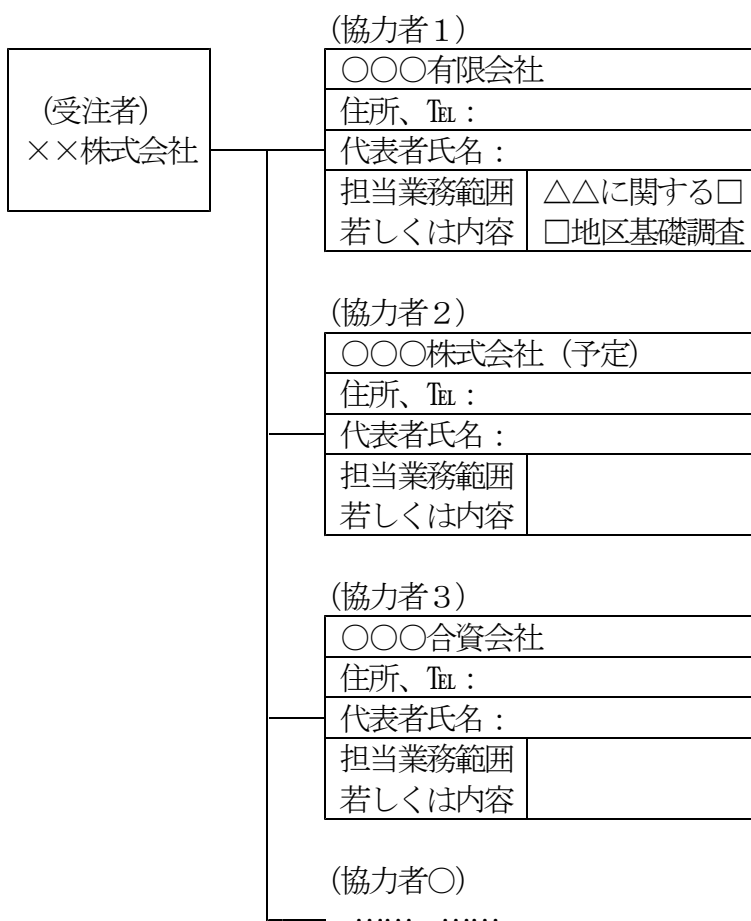 (協力者1)
○○○有限会社
(受注者)
××株式会社
住所、℡:
代表者氏名:
担当業務範囲
若しくは内容
△△に関する□
□地区基礎調査
(協力者2)
○○○株式会社 (予定)
住所、℡:
代表者氏名:
担当業務範囲
若しくは内容
(協力者3)
○○○合資会社
住所、℡:
代表者氏名:
担当業務範囲
若しくは内容
(協力者○)
…… ……